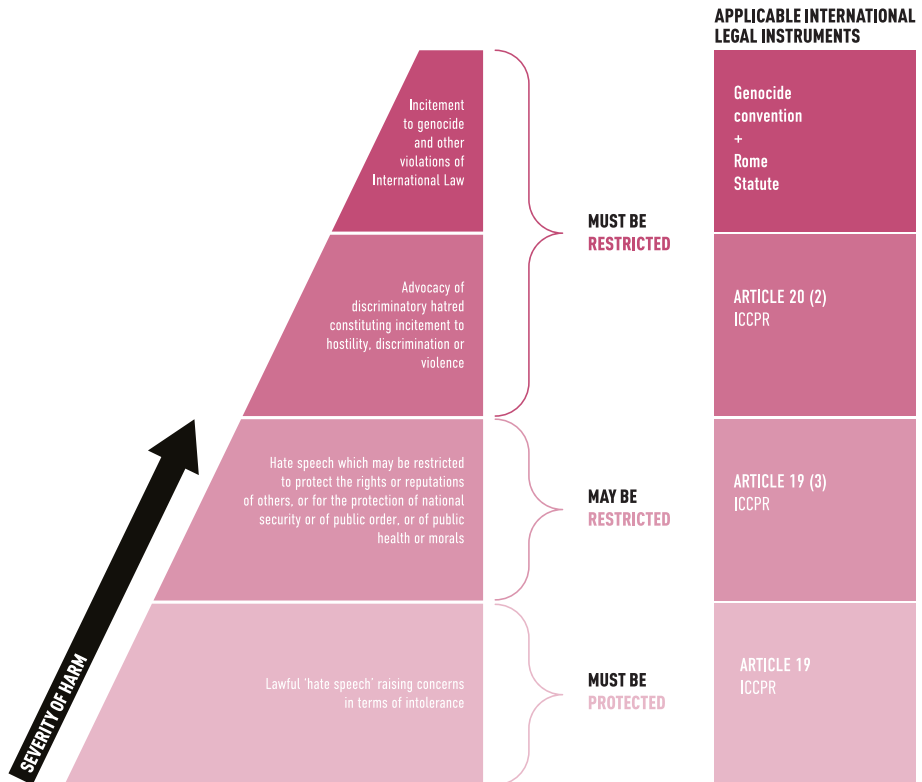 APPLICABLE INTERNATIONAL
LEGAL INSTRUMENTS
Incitement
to genocide
and other
violations of
International Law
MUST BE
RESTRICTED
Genocide
convention
+
Rome
Statute
Advocacy of
discriminatory hatred
constituting incitement to
hostility, discrimination or
violence
ARTICLE 20 (2)
ICCPR
Hate speech which may be restricted
to protect the rights or reputations
of others, or for the protection of national
security or of public order, or of public
health or morals
MAY BE
RESTRICTED
ARTICLE 19 (3)
ICCPR
Lawful 'hate speech' raising concerns
in terms of intolerance
MUST BE
PROTECTED
ARTICLE 19
ICCPR
SEVERITY OF HARM